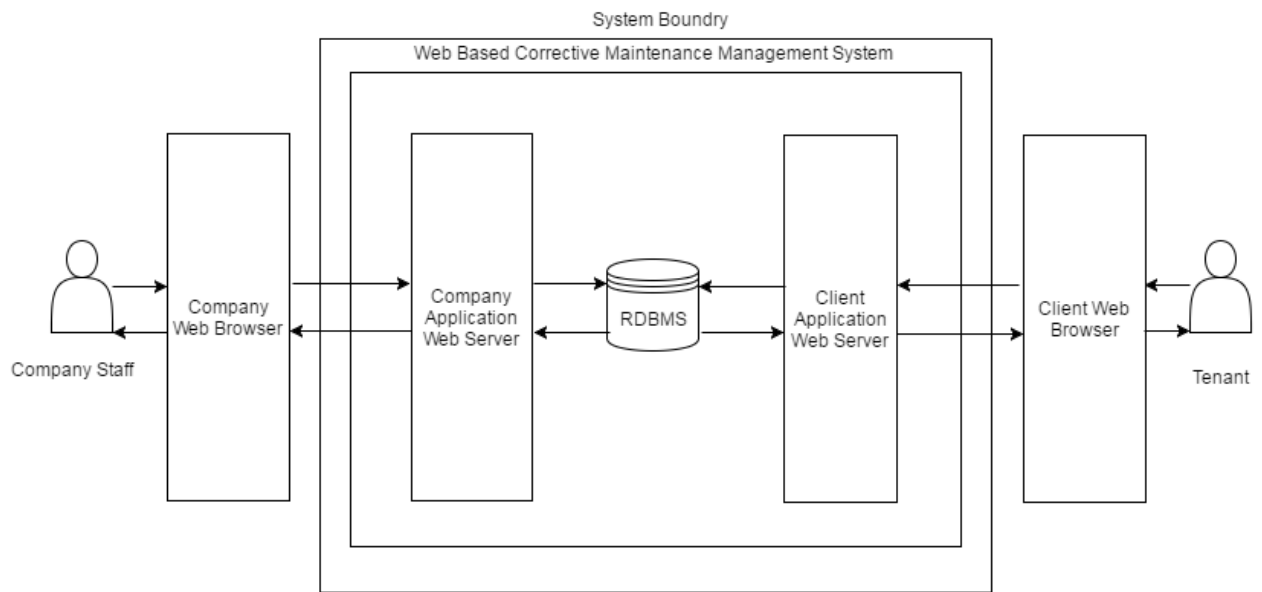 System Boundry
Web Based Corrective Maintenance Management System
Company
Web Browser
Company
Application
Web Server
RDBMS
Client
Application
Web Server
Client Web
Browser
Company Staff
Tenant